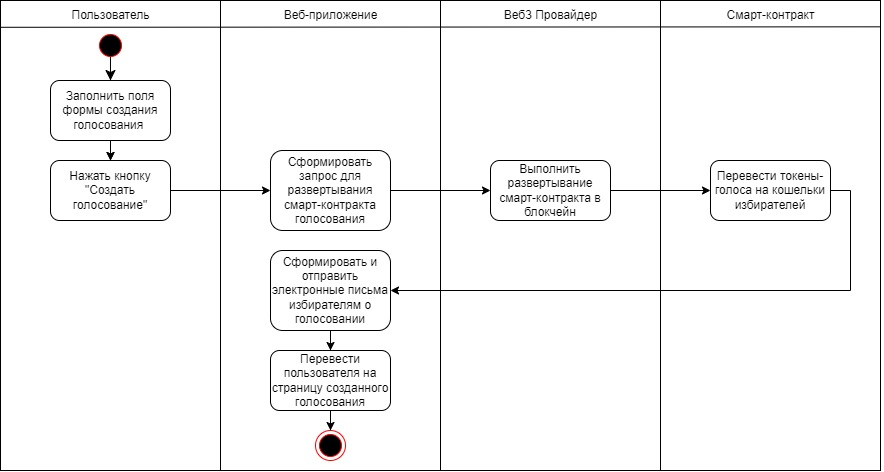 Пользователь
Веб-приложение
Веб3 Провайдер
Смарт-контракт
Заполнить поля
формы создания
голосования
Нажать кнопку
"Создать
голосование"
Сформировать
запрос для
развертывания
смарт-контракта
голосования
Выполнить
развертывание
смарт-контракта в
блокчейн
Перевести токены-
голоса на кошельки
избирателей
Сформировать и
отправить
электронные письма
избирателям о
голосовании
Перевести
пользователя на
страницу созданного
голосования